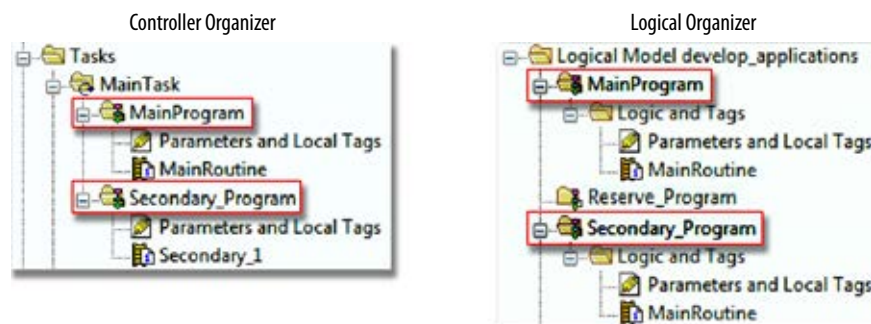 Controller Organizer
Tasks
MainTask
MainProgram
Parameters and Local Tags
MainRoutine
Secondary_Program
Parameters and Local Tags
Secondary_1
Logical Organizer
Logical Model develop_applications
MainProgram
Logic and Tags
Parameters and Local Tags
MainRoutine
Reserve_Program
Secondary_Program
Logic and Tags
Parameters and Local Tags
MainRoutine